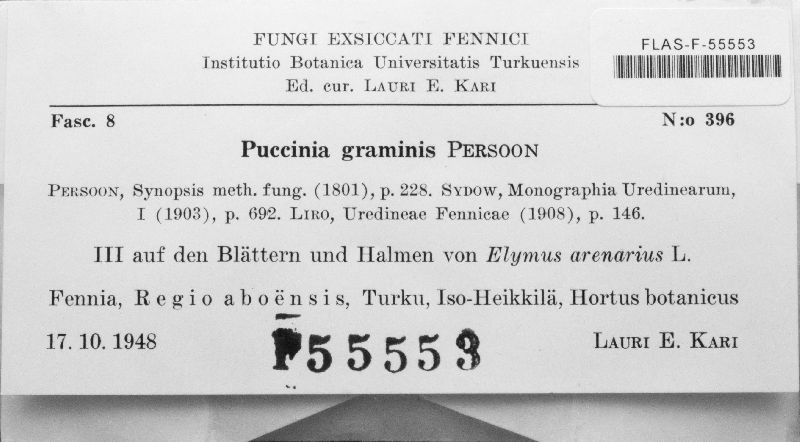 FUNGI EXSICCATI FENNICI
Institutio Botanica Universitatis Turkuensis
Ed. cur. LAURI E. KARI
FLAS-F-55553
Fasc. 8 N:o 396
Puccinia graminis PERSOON
PERSOON, Synopsis meth. fung. (1801), p. 228. SYDOW, Monographia Uredinearum,
I (1903), p. 692. LIRO, Uredineae Fennicae (1908), p. 146.
III auf den Blättern und Halmen von Elymus arenarius L.
Fennia, Regio aboënsis, Turku, Iso-Heikkilä, Hortus botanicus
17. 10. 1948 LAURI E. KARI
F55553